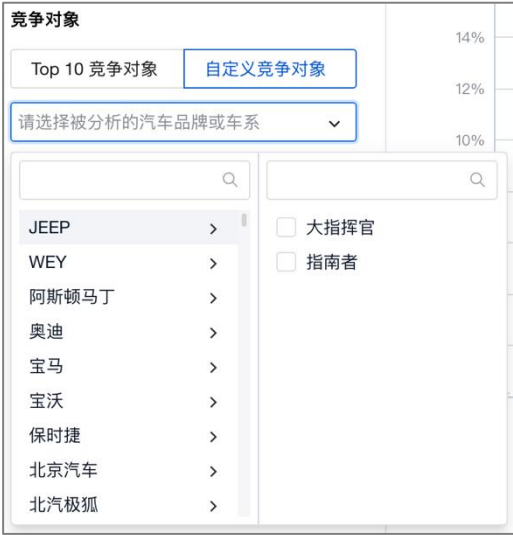 竞争对象
Top 10 竞争对象
自定义竞争对象
请选择被分析的汽车品牌或车系
JEEP
WEY
阿斯顿马丁
奥迪
宝马
宝沃
保时捷
北京汽车
北汽极狐
大指挥官
指南者
14%
12%
10%